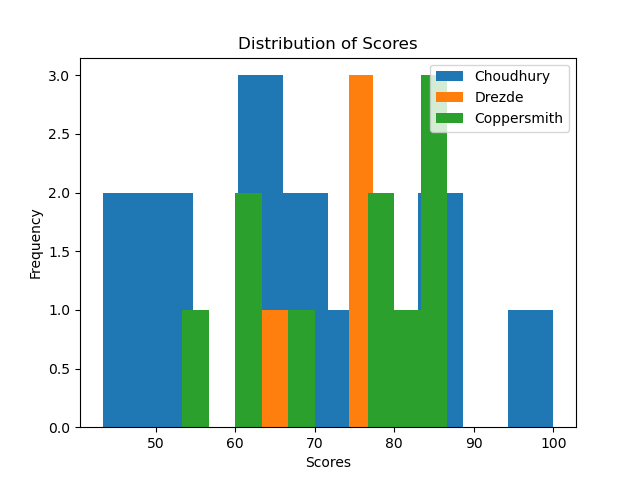 Distribution of Scores
Choudhury
Drezde
Coppersmith
3.0
2.5
2.0
1.5
1.0
0.5
0.0
Frequency
50 60 70 80 90 100
Scores